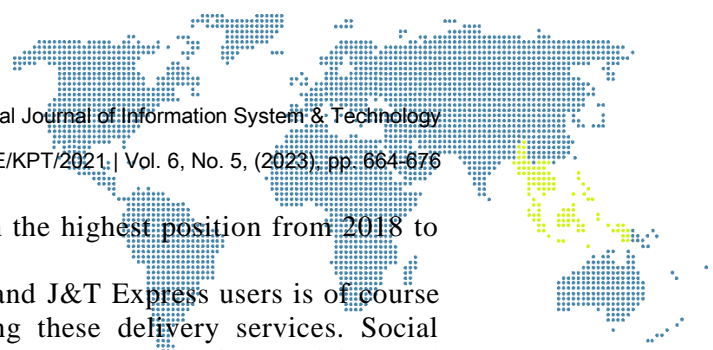 al Journal of Information System & Technology
E/KPT/2021 | Vol. 6, No. 5, (2023), pp. 664-676
the highest position from 2018 to
and J&T Express users is of course
ng these delivery services. Social